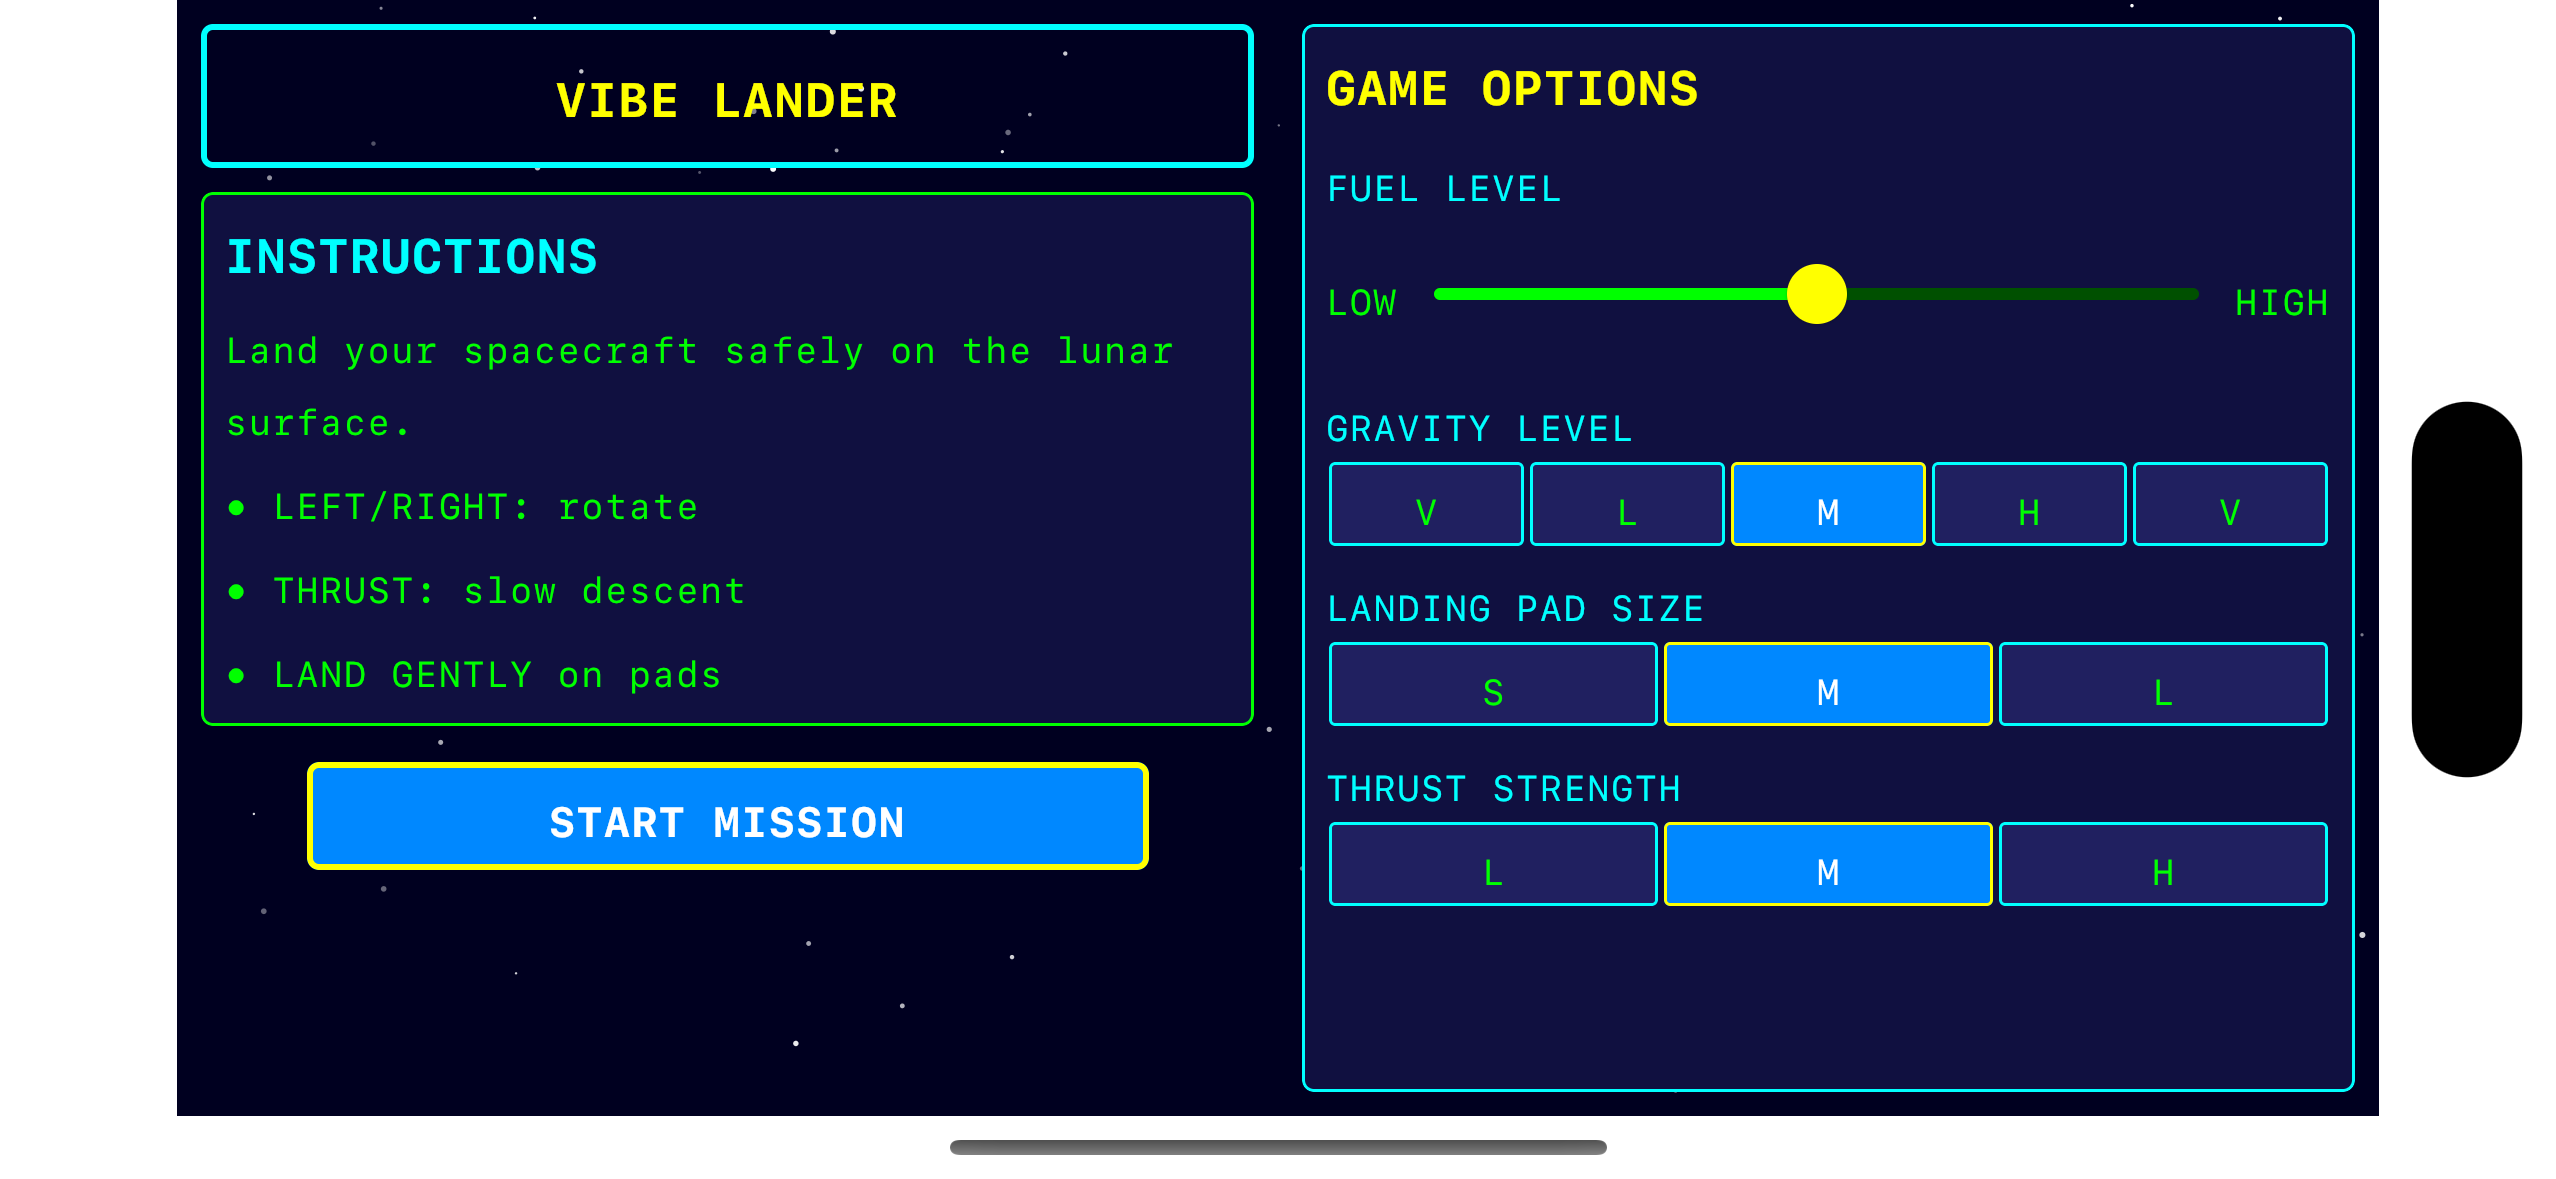 VIBE LANDER
INSTRUCTIONS
Land your spacecraft safely on the lunar
surface.
• LEFT/RIGHT: rotate
• THRUST: slow descent
• LAND GENTLY on pads
START MISSION
GAME OPTIONS
FUEL LEVEL
LOW HIGH
GRAVITY LEVEL
V L M H V
LANDING PAD SIZE
S M L
THRUST STRENGTH
L M H